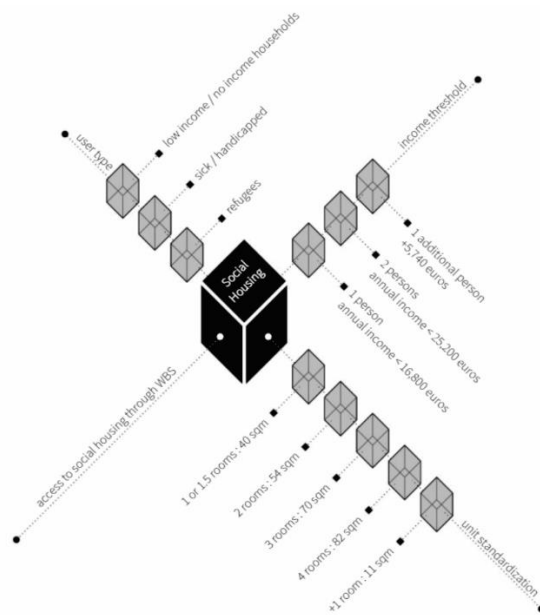 user type
low income / no income households
sick / handicapped
refugees
income threshold
1 additional person
+5,740 euros
2 persons
annual income < 25,200 euros
1 person
annual income < 16,800 euros
Social
Housing
access to social housing through WBS
1 or 1.5 rooms : 40 sqm
2 rooms : 54 sqm
3 rooms : 70 sqm
4 rooms : 82 sqm
+1 room : 11 sqm
unit standardization